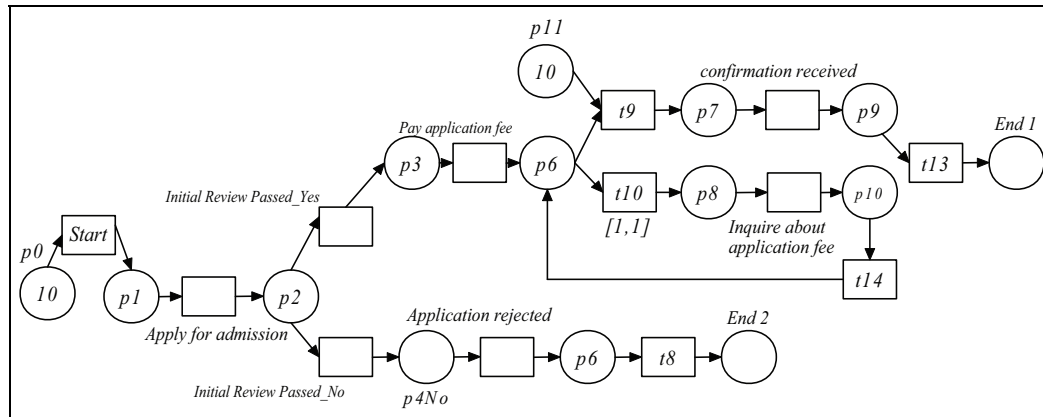 p11
10
confirmation received
t9
p7
p9
End 1
Pay application fee
p3
p6
t13
Initial Review Passed_Yes
t10
p8
p10
[1,1]
Inquire about
application fee
p0
Start
10
p1
p2
t14
Apply for admission
Application rejected
End 2
p6
t8
Initial Review Passed_No
p4No